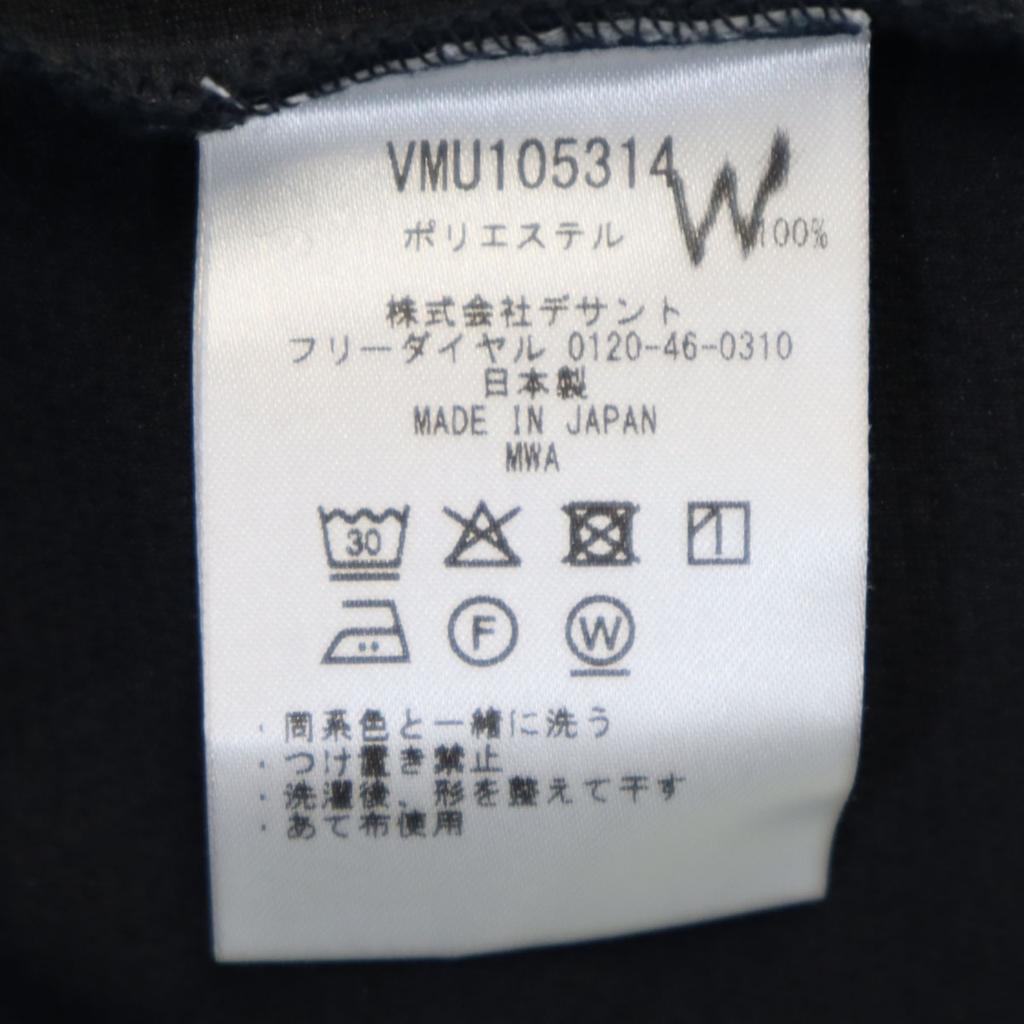 VMU105314 W
ポリエステル 100%
株式会社デサント
フリーダイヤル 0120-46-0310
日本製
MADE IN JAPAN
MWA
30
F W
・同系色と一緒に洗う
・つけ置き禁止
・洗濯後、形を整えて干す
・あて布使用